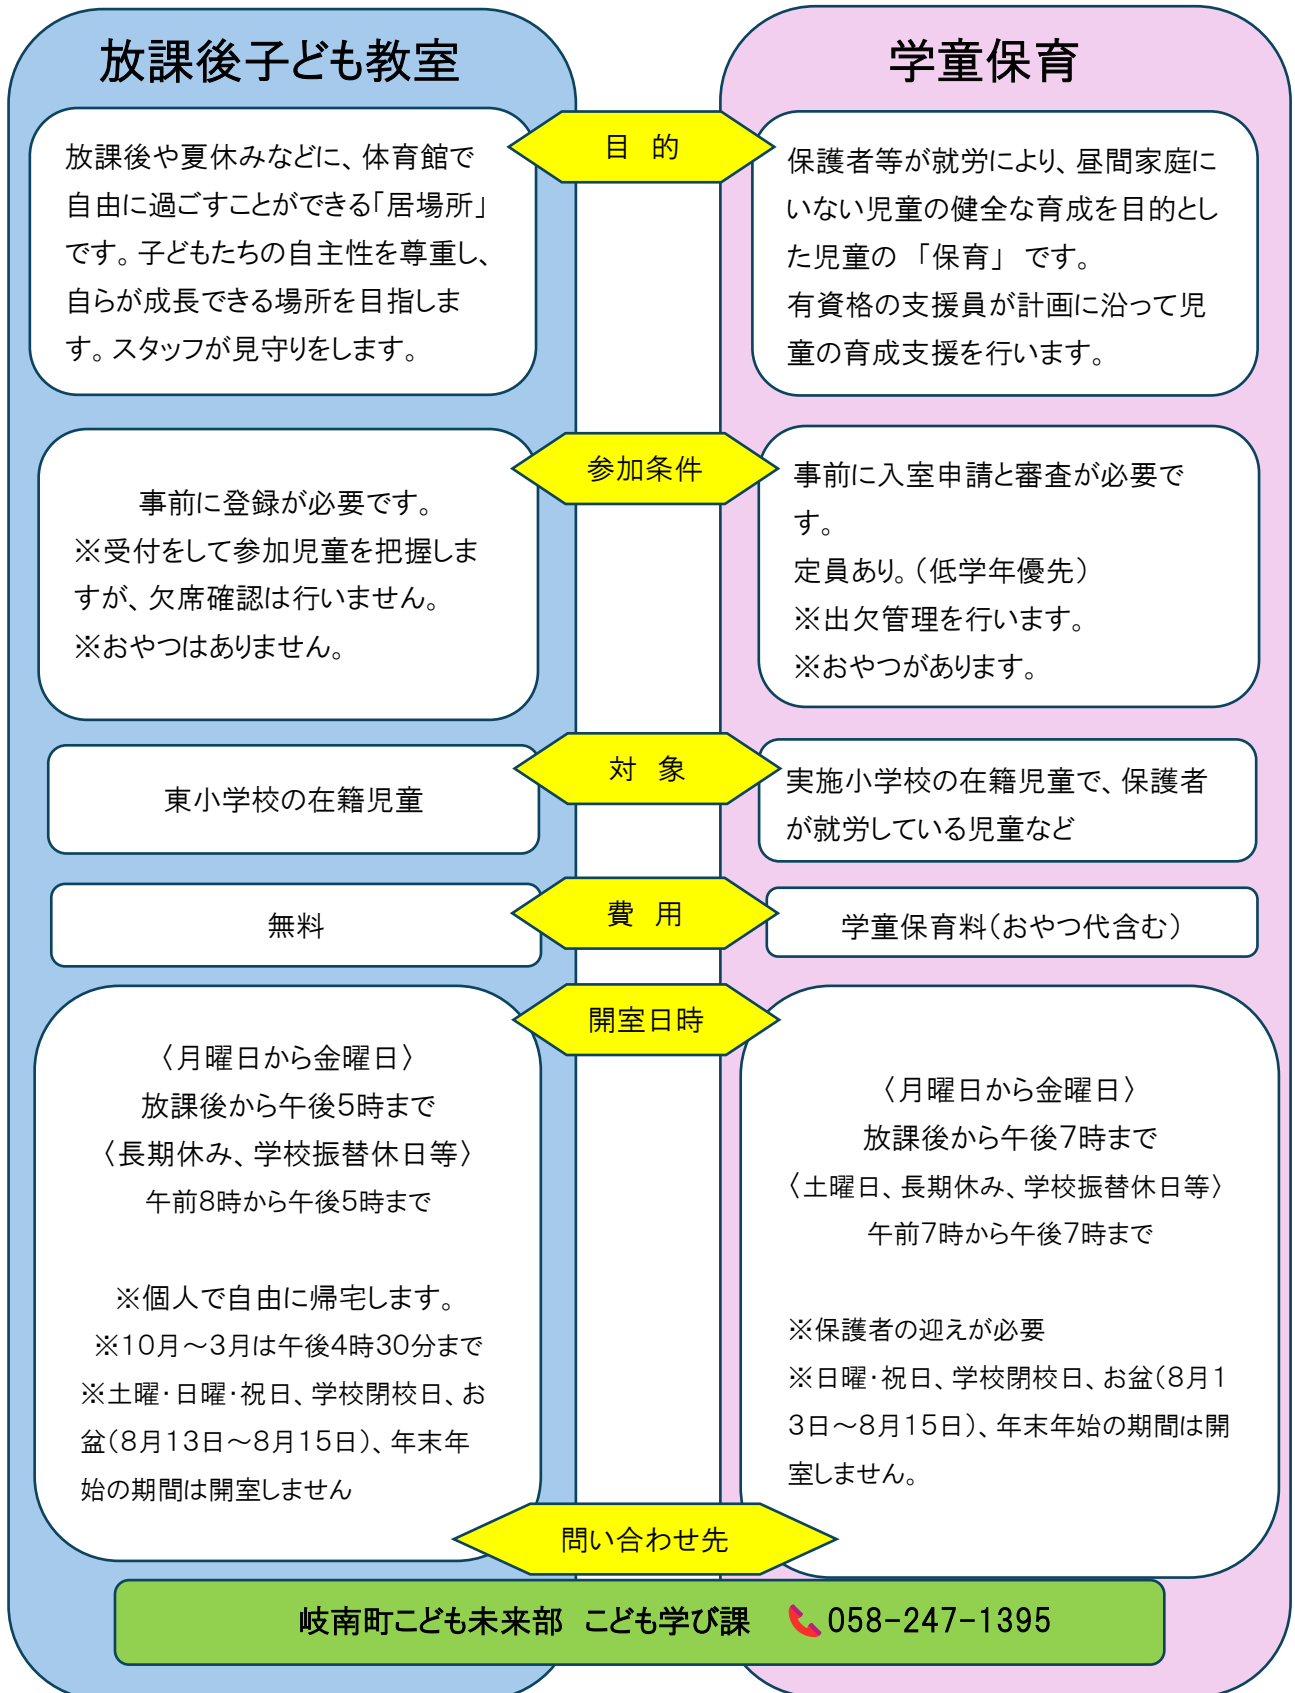 放課後子ども教室
学童保育
目 的
放課後や夏休みなどに、体育館で
自由に過ごすことができる「居場所」
です。子どもたちの自主性を尊重し、
自らが成長できる場所を目指しま
す。スタッフが見守りをします。
保護者等が就労により、昼間家庭に
いない児童の健全な育成を目的とし
た児童の 「保育」 です。
有資格の支援員が計画に沿って児
童の育成支援を行います。
参加条件
事前に登録が必要です。
※受付をして参加児童を把握しま
すが、欠席確認は行いません。
※おやつはありません。
事前に入室申請と審査が必要で
す。
定員あり。（低学年優先）
※出欠管理を行います。
※おやつがあります。
対 象
東小学校の在籍児童
実施小学校の在籍児童で、保護者
が就労している児童など
費 用
無料
学童保育料（おやつ代含む）
開室日時
〈月曜日から金曜日〉
放課後から午後5時まで
〈長期休み、学校振替休日等〉
午前8時から午後5時まで
※個人で自由に帰宅します。
※10月～3月は午後4時30分まで
※土曜・日曜・祝日、学校閉校日、お
盆（8月13日～8月15日）、年末年
始の期間は開室しません
〈月曜日から金曜日〉
放課後から午後7時まで
〈土曜日、長期休み、学校振替休日等〉
午前7時から午後7時まで
※保護者の迎えが必要
※日曜・祝日、学校閉校日、お盆（8月1
3日～8月15日）、年末年始の期間は開
室しません。
問い合わせ先
岐南町こども未来部 こども学び課 058-247-1395